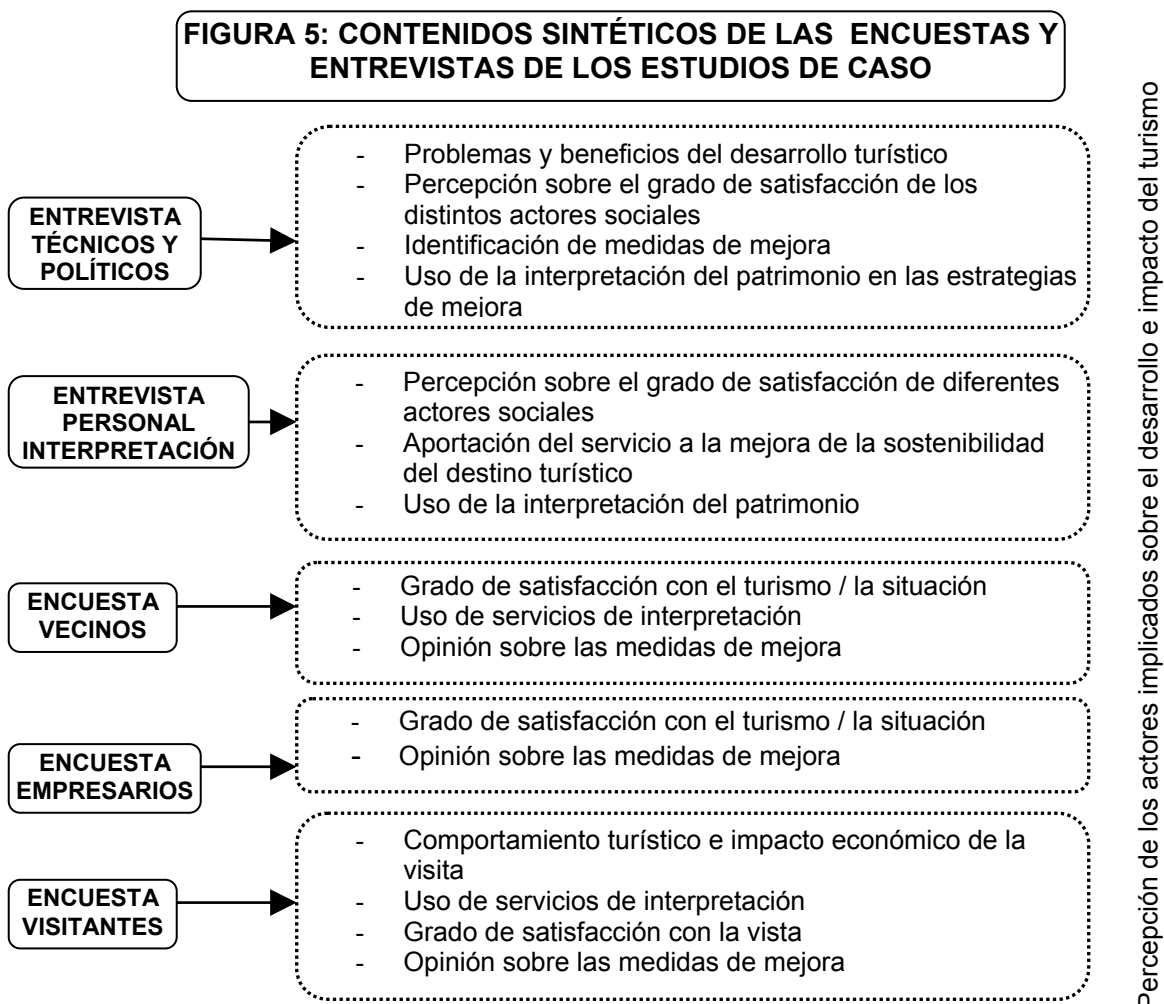 FIGURA 5: CONTENIDOS SINTÉTICOS DE LAS ENCUESTAS Y
ENTREVISTAS DE LOS ESTUDIOS DE CASO
ENTREVISTA
TÉCNICOS Y
POLÍTICOS
- Problemas y beneficios del desarrollo turístico
- Percepción sobre el grado de satisfacción de los
distintos actores sociales
- Identificación de medidas de mejora
- Uso de la interpretación del patrimonio en las estrategias
de mejora
ENTREVISTA
PERSONAL
INTERPRETACIÓN
- Percepción sobre el grado de satisfacción de diferentes
actores sociales
- Aportación del servicio a la mejora de la sostenibilidad
del destino turístico
- Uso de la interpretación del patrimonio
ENCUESTA
VECINOS
- Grado de satisfacción con el turismo / la situación
- Uso de servicios de interpretación
- Opinión sobre las medidas de mejora
ENCUESTA
EMPRESARIOS
- Grado de satisfacción con el turismo / la situación
- Opinión sobre las medidas de mejora
ENCUESTA
VISITANTES
- Comportamiento turístico e impacto económico de la
visita
- Uso de servicios de interpretación
- Grado de satisfacción con la vista
- Opinión sobre las medidas de mejora
Percepción de los actores implicados sobre el desarrollo e impacto del turismo